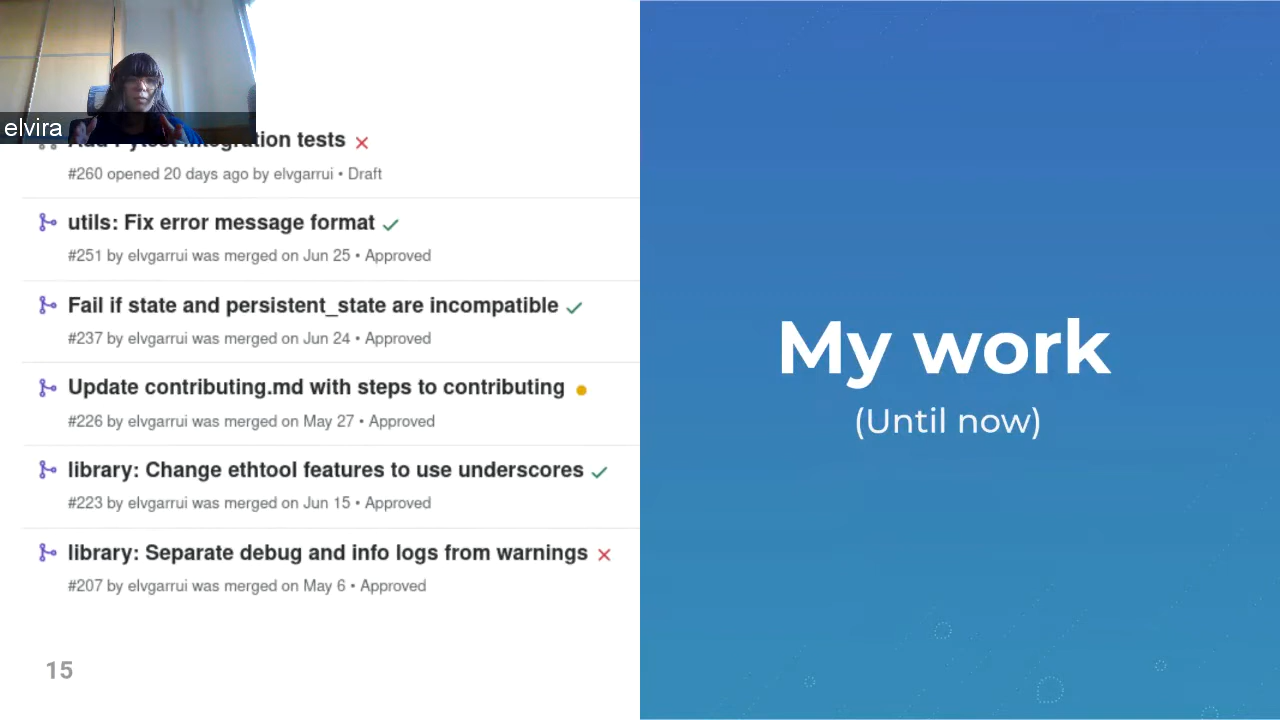 elvira
Add Pytest integration tests
#260 opened 20 days ago by elvgarrui • Draft
utils: Fix error message format
#251 by elvgarrui was merged on Jun 25 • Approved
Fail if state and persistent_state are incompatible
#237 by elvgarrui was merged on Jun 24 • Approved
Update contributing.md with steps to contributing
#226 by elvgarrui was merged on May 27 • Approved
library: Change ethtool features to use underscores
#223 by elvgarrui was merged on Jun 15 • Approved
library: Separate debug and info logs from warnings
#207 by elvgarrui was merged on May 6 • Approved
15
My work
(Until now)